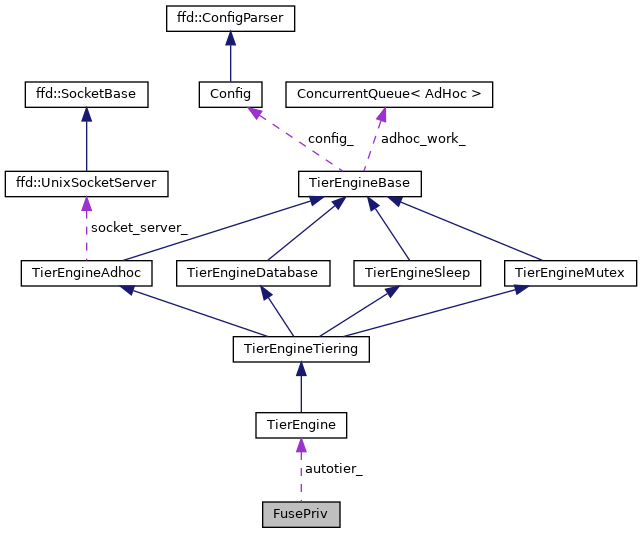 ffd::ConfigParser
ffd::SocketBase
Config
ConcurrentQueue< AdHoc >
config_
adhoc_work_
ffd::UnixSocketServer
TierEngineBase
socket_server_
TierEngineAdhoc
TierEngineDatabase
TierEngineSleep
TierEngineMutex
TierEngineTiering
TierEngine
autotier_
FusePriv